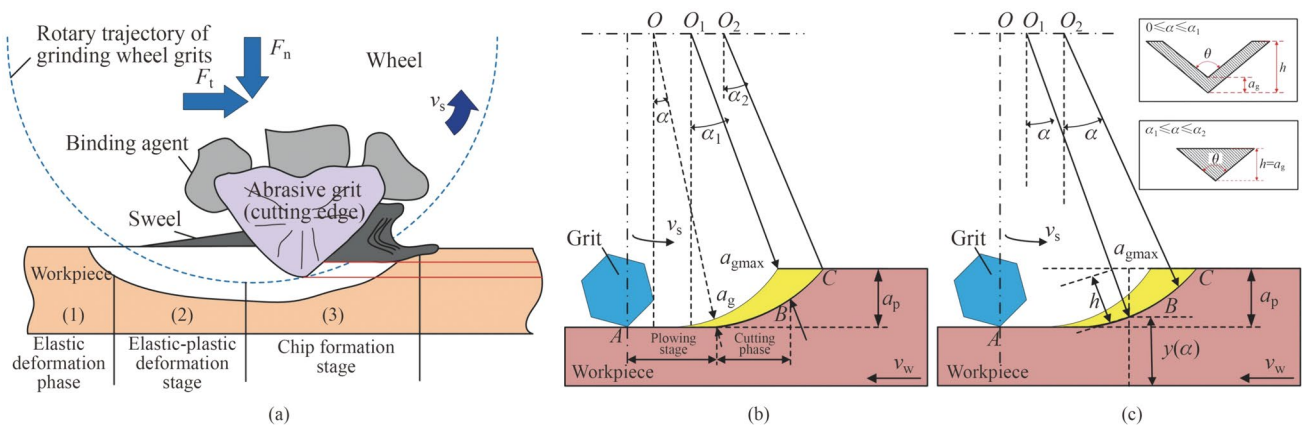 Rotary trajectory of
grinding wheel grits
Fn
Ft
Wheel
vs
Binding agent
Abrasive grit
(cutting edge)
Sweel
Workpiece
(1)
(2)
(3)
Elastic
deformation
phase
Elastic-plastic
deformation
stage
Chip formation
stage
(a)
O
O1
O2
α
α1
α2
vs
Grit
agmax
ag
C
B
ap
A
Plowing
stage
Cutting
phase
Workpiece
vw
(b)
O
O1
O2
α
α
0≤α≤α1
θ
h
ag
α1≤α≤α2
θ
h=ag
vs
Grit
agmax
h
C
B
ap
A
y(α)
Workpiece
vw
(c)